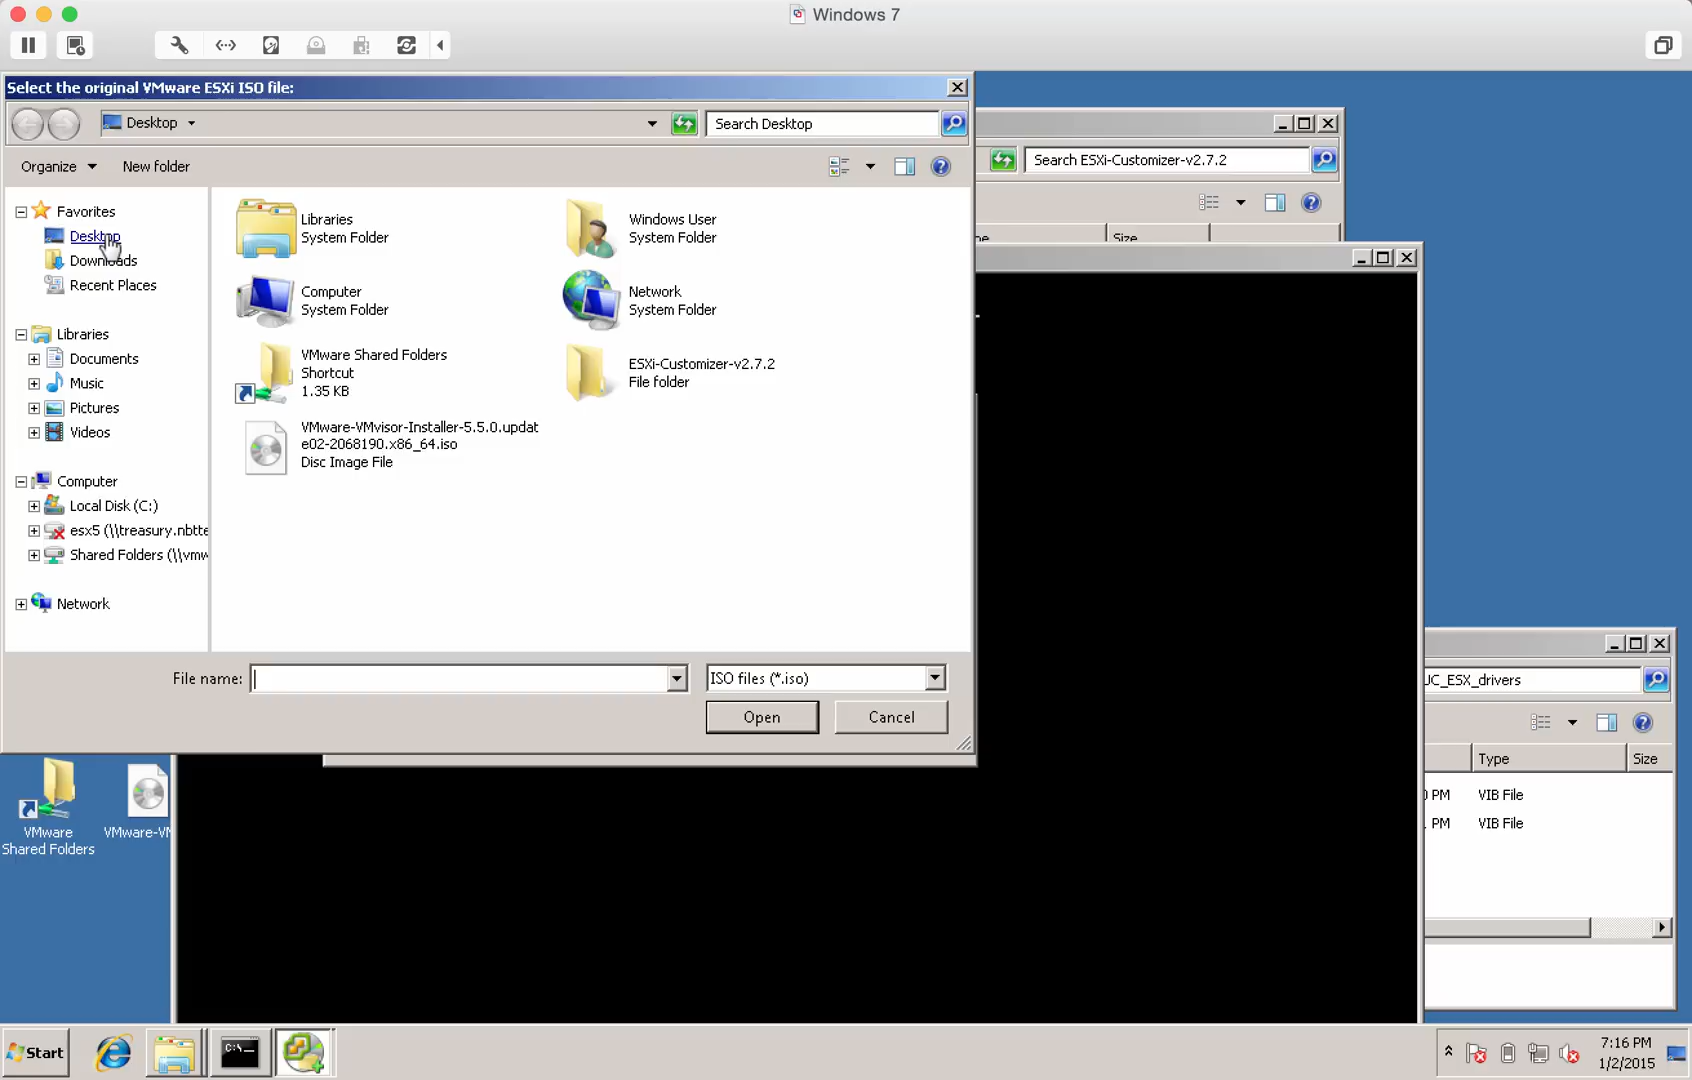 Windows 7
Select the original VMware ESXi ISO file:
Desktop
Search Desktop
Organize
New folder
Favorites
Desktop
Downloads
Recent Places
Libraries
Documents
Music
Pictures
Videos
Computer
Local Disk (C:)
esx5 (\\treasury.nbtte
Shared Folders (\\vmw
Network
Libraries
System Folder
Windows User
System Folder
Computer
System Folder
Network
System Folder
VMware Shared Folders
Shortcut
1.35 KB
ESXi-Customizer-v2.7.2
File folder
VMware-VMvisor-Installer-5.5.0.updat
e02-2068190.x86_64.iso
Disc Image File
File name:
ISO files (*.iso)
Open
Cancel
Search ESXi-Customizer-v2.7.2
Size
UC_ESX_drivers
Type
Size
PM
VIB File
PM
VIB File
VMware
Shared Folders
VMware-VM
Start
C:\
7:16 PM
1/2/2015